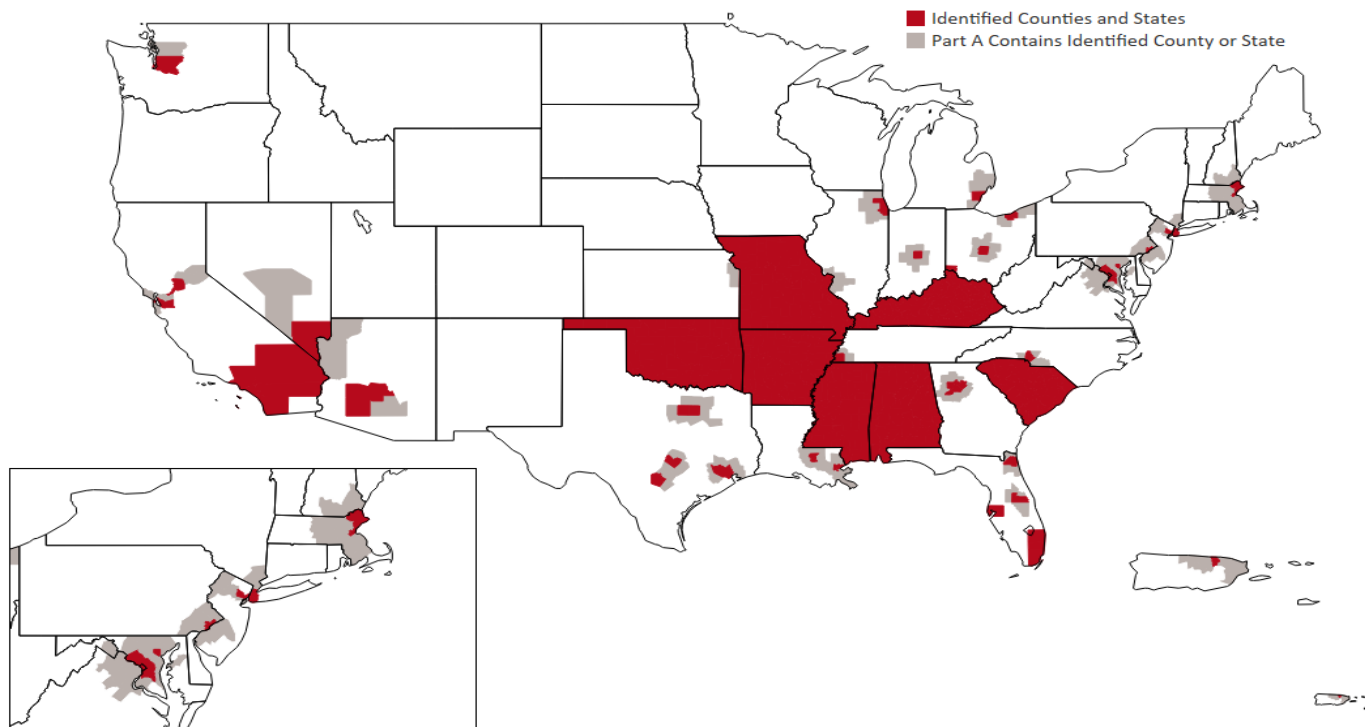 Identified Counties and States
Part A Contains Identified County or State